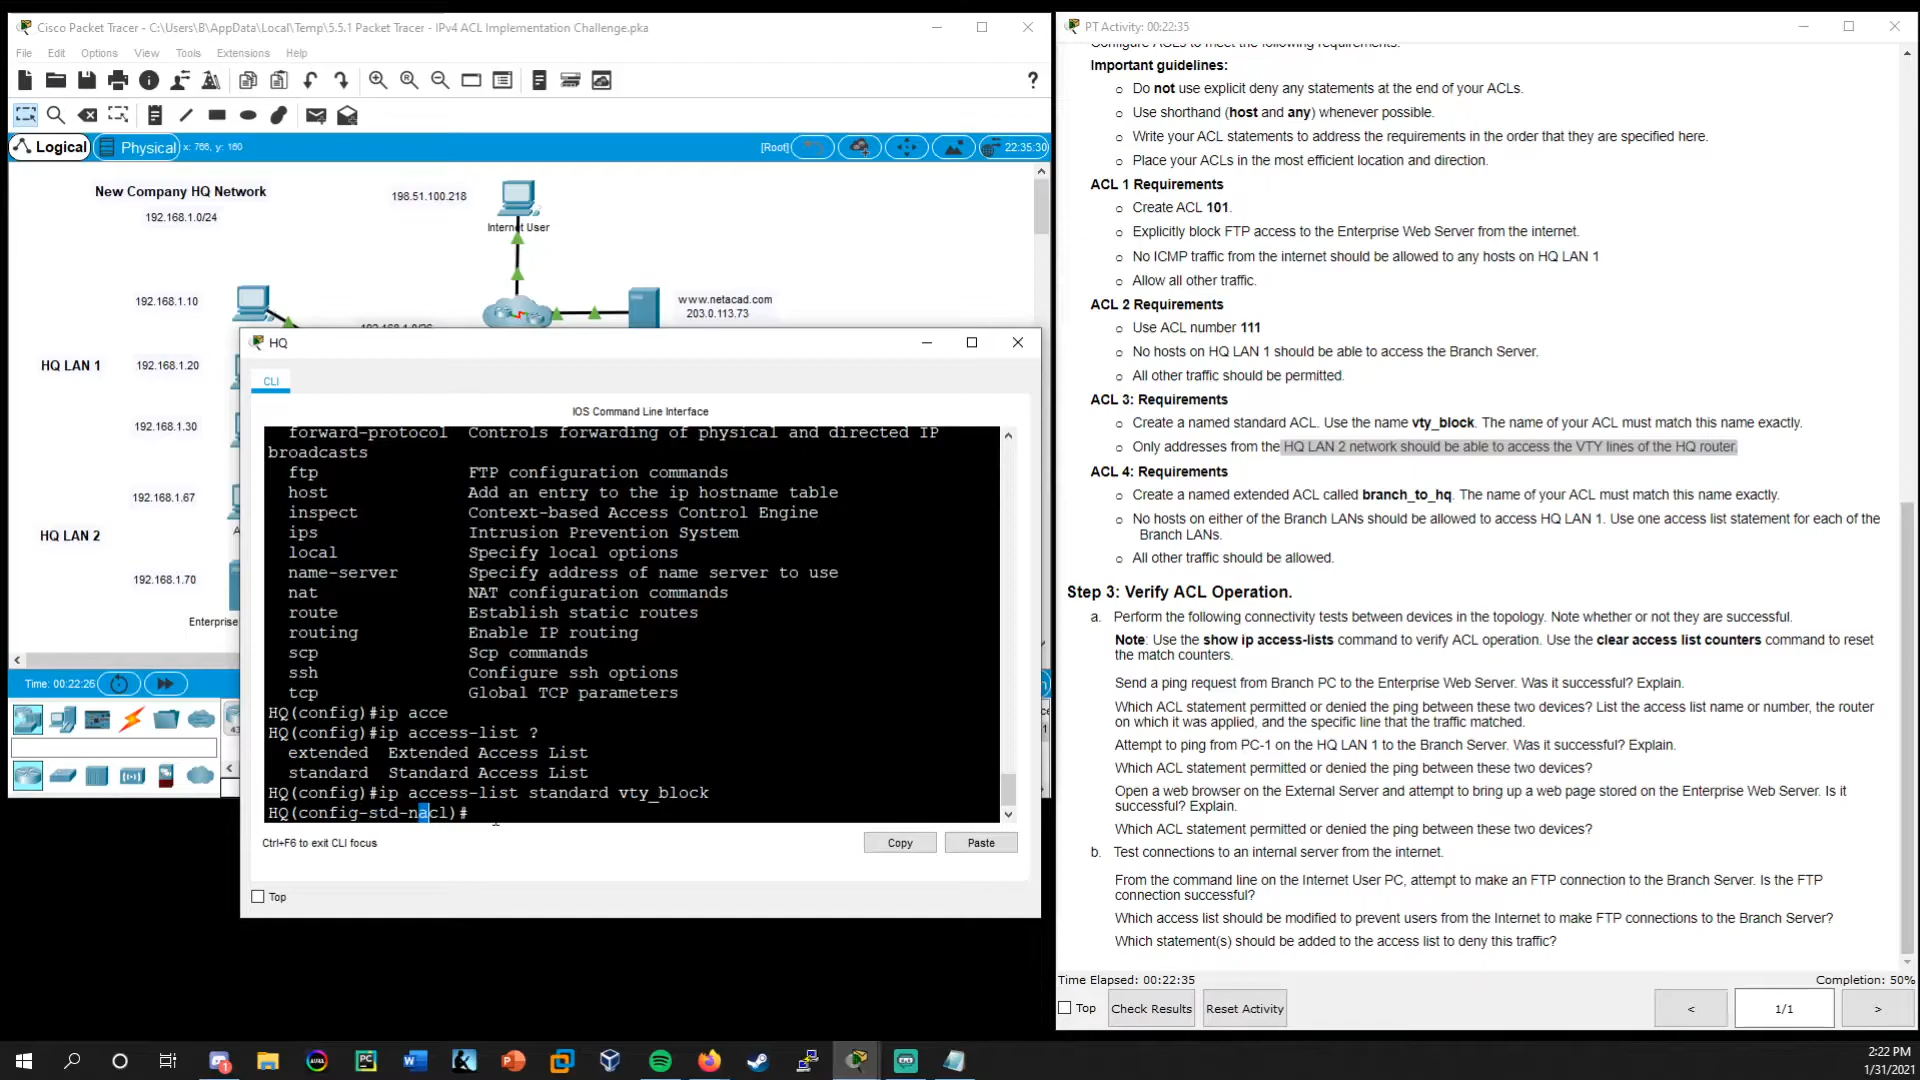 Cisco Packet Tracer - C:\Users\B\AppData\Local\Temp\5.5.1 Packet Tracer - IPv4 ACL Implementation Challenge.pka
File Edit Options View Tools Extensions Help
Logical Physical x: 766, y: 160
[Root] 22:35:30
New Company HQ Network
192.168.1.0/24
198.51.100.218
Internet User
192.168.1.10
www.netacad.com
203.0.113.73
HQ LAN 1
192.168.1.20
192.168.1.30
192.168.1.67
HQ LAN 2
192.168.1.70
Enterprise
Time: 00:22:26
HQ
CLI
IOS Command Line Interface
forward-protocol Controls forwarding of physical and directed IP
broadcasts
ftp FTP configuration commands
host Add an entry to the ip hostname table
inspect Context-based Access Control Engine
ips Intrusion Prevention System
local Specify local options
name-server Specify address of name server to use
nat NAT configuration commands
route Establish static routes
routing Enable IP routing
scp Scp commands
ssh Configure ssh options
tcp Global TCP parameters
HQ(config)#ip acce
HQ(config)#ip access-list ?
extended Extended Access List
standard Standard Access List
HQ(config)#ip access-list standard vty_block
HQ(config-std-nacl)#
Ctrl+F6 to exit CLI focus
Copy Paste
Top
PT Activity: 00:22:35
Configure ACLs to meet the following requirements:
Important guidelines:
Do not use explicit deny any statements at the end of your ACLs.
Use shorthand (host and any) whenever possible.
Write your ACL statements to address the requirements in the order that they are specified here.
Place your ACLs in the most efficient location and direction.
ACL 1 Requirements
Create ACL 101.
Explicitly block FTP access to the Enterprise Web Server from the internet.
No ICMP traffic from the internet should be allowed to any hosts on HQ LAN 1
Allow all other traffic.
ACL 2 Requirements
Use ACL number 111
No hosts on HQ LAN 1 should be able to access the Branch Server.
All other traffic should be permitted.
ACL 3: Requirements
Create a named standard ACL. Use the name vty_block. The name of your ACL must match this name exactly.
Only addresses from the HQ LAN 2 network should be able to access the VTY lines of the HQ router.
ACL 4: Requirements
Create a named extended ACL called branch_to_hq. The name of your ACL must match this name exactly.
No hosts on either of the Branch LANs should be allowed to access HQ LAN 1. Use one access list statement for each of the
Branch LANs.
All other traffic should be allowed.
Step 3: Verify ACL Operation.
a. Perform the following connectivity tests between devices in the topology. Note whether or not they are successful.
Note: Use the show ip access-lists command to verify ACL operation. Use the clear access list counters command to reset
the match counters.
Send a ping request from Branch PC to the Enterprise Web Server. Was it successful? Explain.
Which ACL statement permitted or denied the ping between these two devices? List the access list name or number, the router
on which it was applied, and the specific line that the traffic matched.
Attempt to ping from PC-1 on the HQ LAN 1 to the Branch Server. Was it successful? Explain.
Which ACL statement permitted or denied the ping between these two devices?
Open a web browser on the External Server and attempt to bring up a web page stored on the Enterprise Web Server. Is it
successful? Explain.
Which ACL statement permitted or denied the ping between these two devices?
b. Test connections to an internal server from the internet.
From the command line on the Internet User PC, attempt to make an FTP connection to the Branch Server. Is the FTP
connection successful?
Which access list should be modified to prevent users from the Internet to make FTP connections to the Branch Server?
Which statement(s) should be added to the access list to deny this traffic?
Time Elapsed: 00:22:35 Completion: 50%
Top Check Results Reset Activity < 1/1 >
2:22 PM
1/31/2021